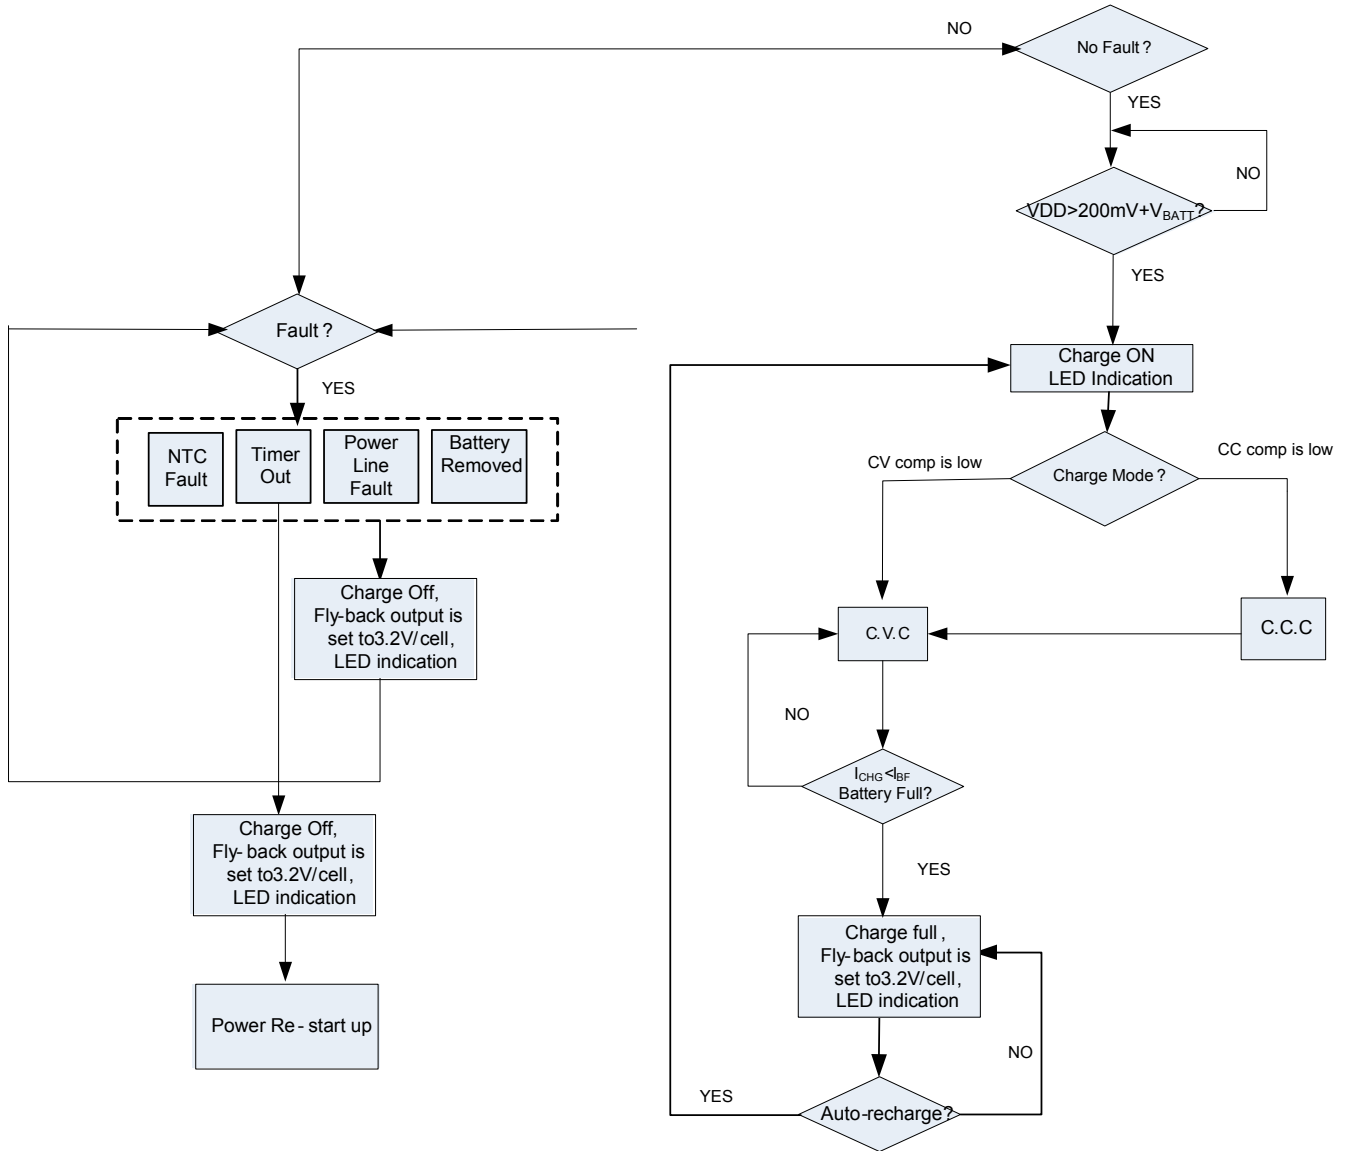 NO
No Fault ?
YES
NO
VDD>200mV+VBATT?
YES
Fault ?
YES
Charge ON
LED Indication
NTC
Fault
Timer
Out
Power
Line
Fault
Battery
Removed
CV comp is low
Charge Mode ?
CC comp is low
Charge Off,
Fly-back output is
set to3.2V/cell,
LED indication
C.V.C
C.C.C
NO
ICHG<IBF
Battery Full?
Charge Off,
Fly- back output is
set to3.2V/cell,
LED indication
YES
Charge full ,
Fly-back output is
set to3.2V/cell,
LED indication
Power Re - start up
NO
YES
Auto-recharge?